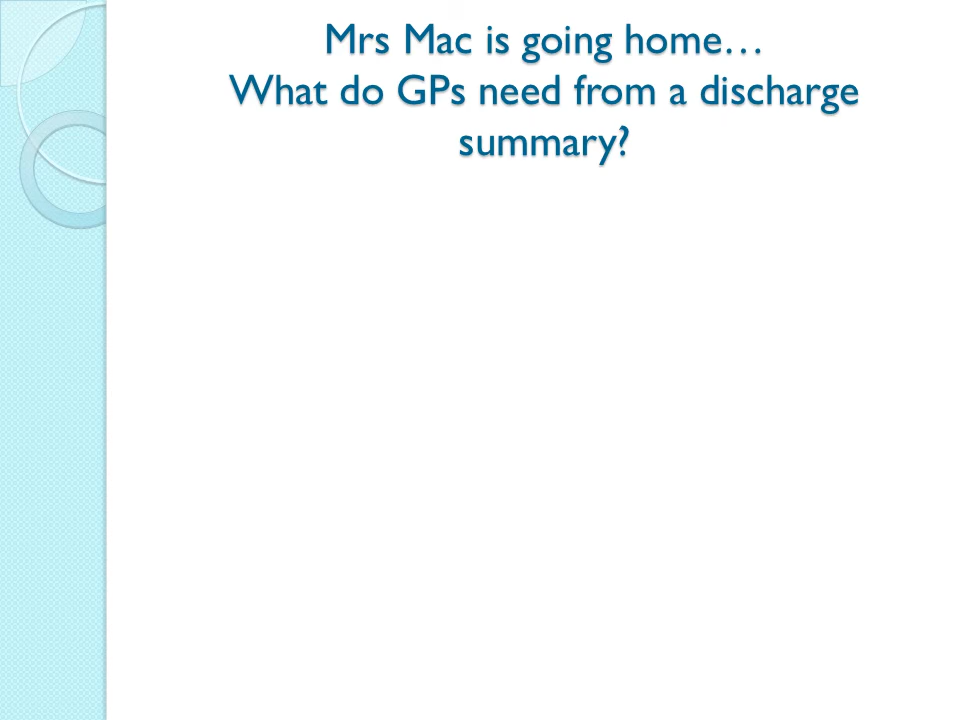 Mrs Mac is going home…
What do GPs need from a discharge
summary?